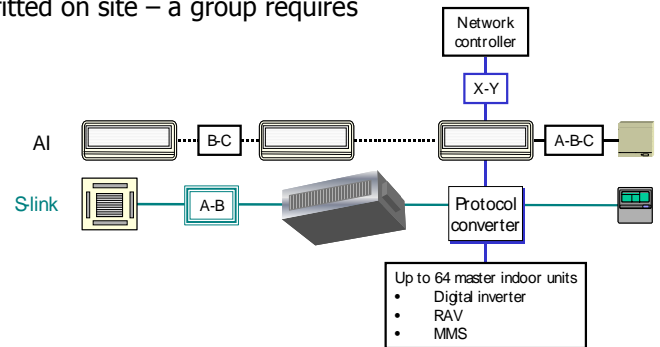 fitted on site – a group requires
Network
controller
X-Y
AI
B-C
A-B-C
S-link
A-B
Protocol
converter
Up to 64 master indoor units
• Digital inverter
• RAV
• MMS